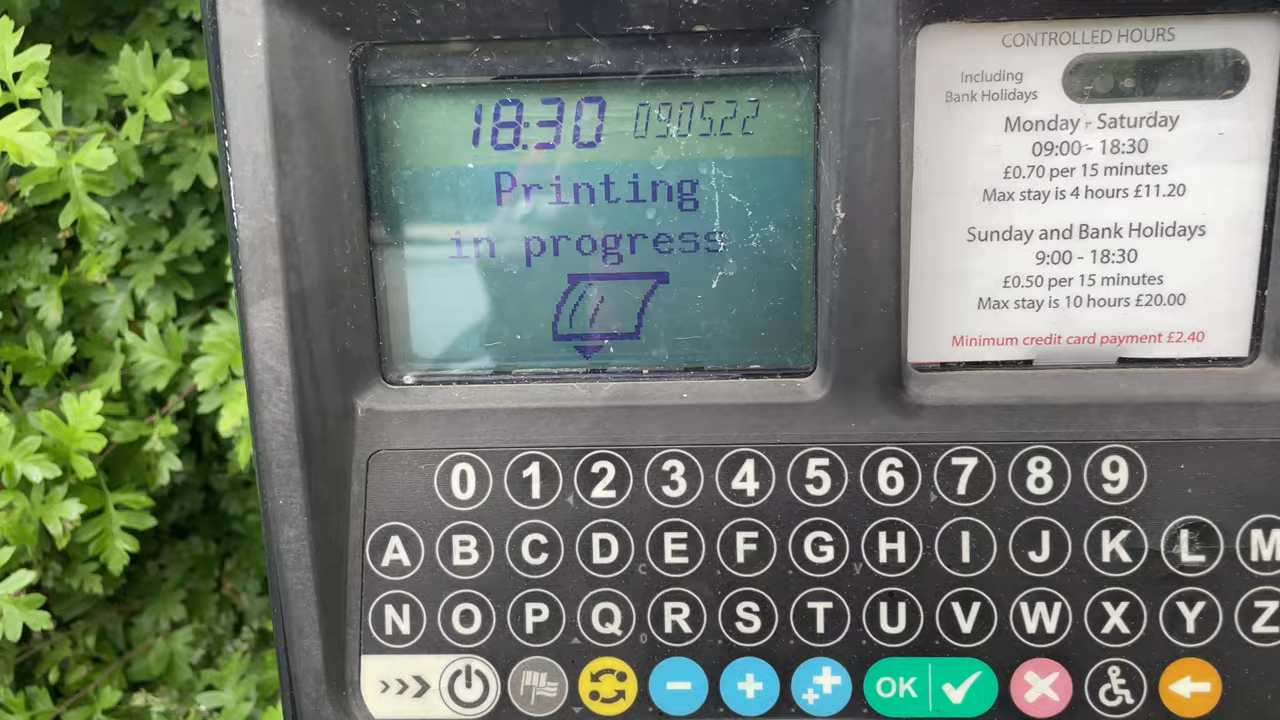 18:30 09.05.22
Printing
in progress
CONTROLLED HOURS
Including
Bank Holidays
Monday - Saturday
09:00 - 18:30
£0.70 per 15 minutes
Max stay is 4 hours £11.20
Sunday and Bank Holidays
9:00 - 18:30
£0.50 per 15 minutes
Max stay is 10 hours £20.00
Minimum credit card payment £2.40
0 1 2 3 4 5 6 7 8 9
A B C D E F G H I J K L M
N O P Q R S T U V W X Y Z
OK